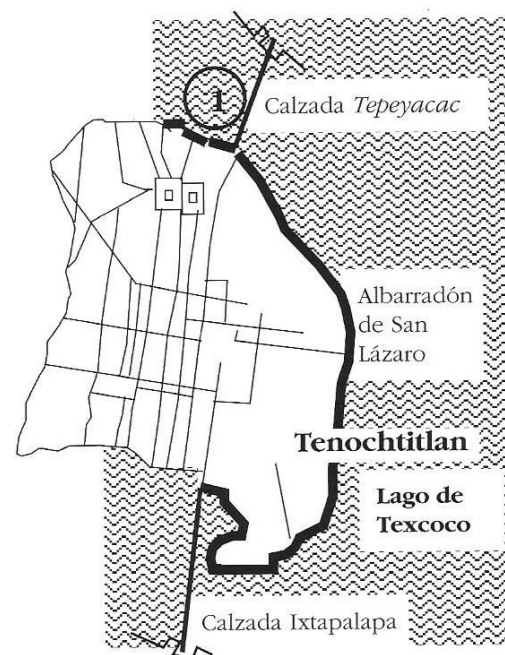 1
Calzada Tepeyacac
Albarradón
de San
Lázaro
Tenochtitlan
Lago de
Texcoco
Calzada Ixtapalapa